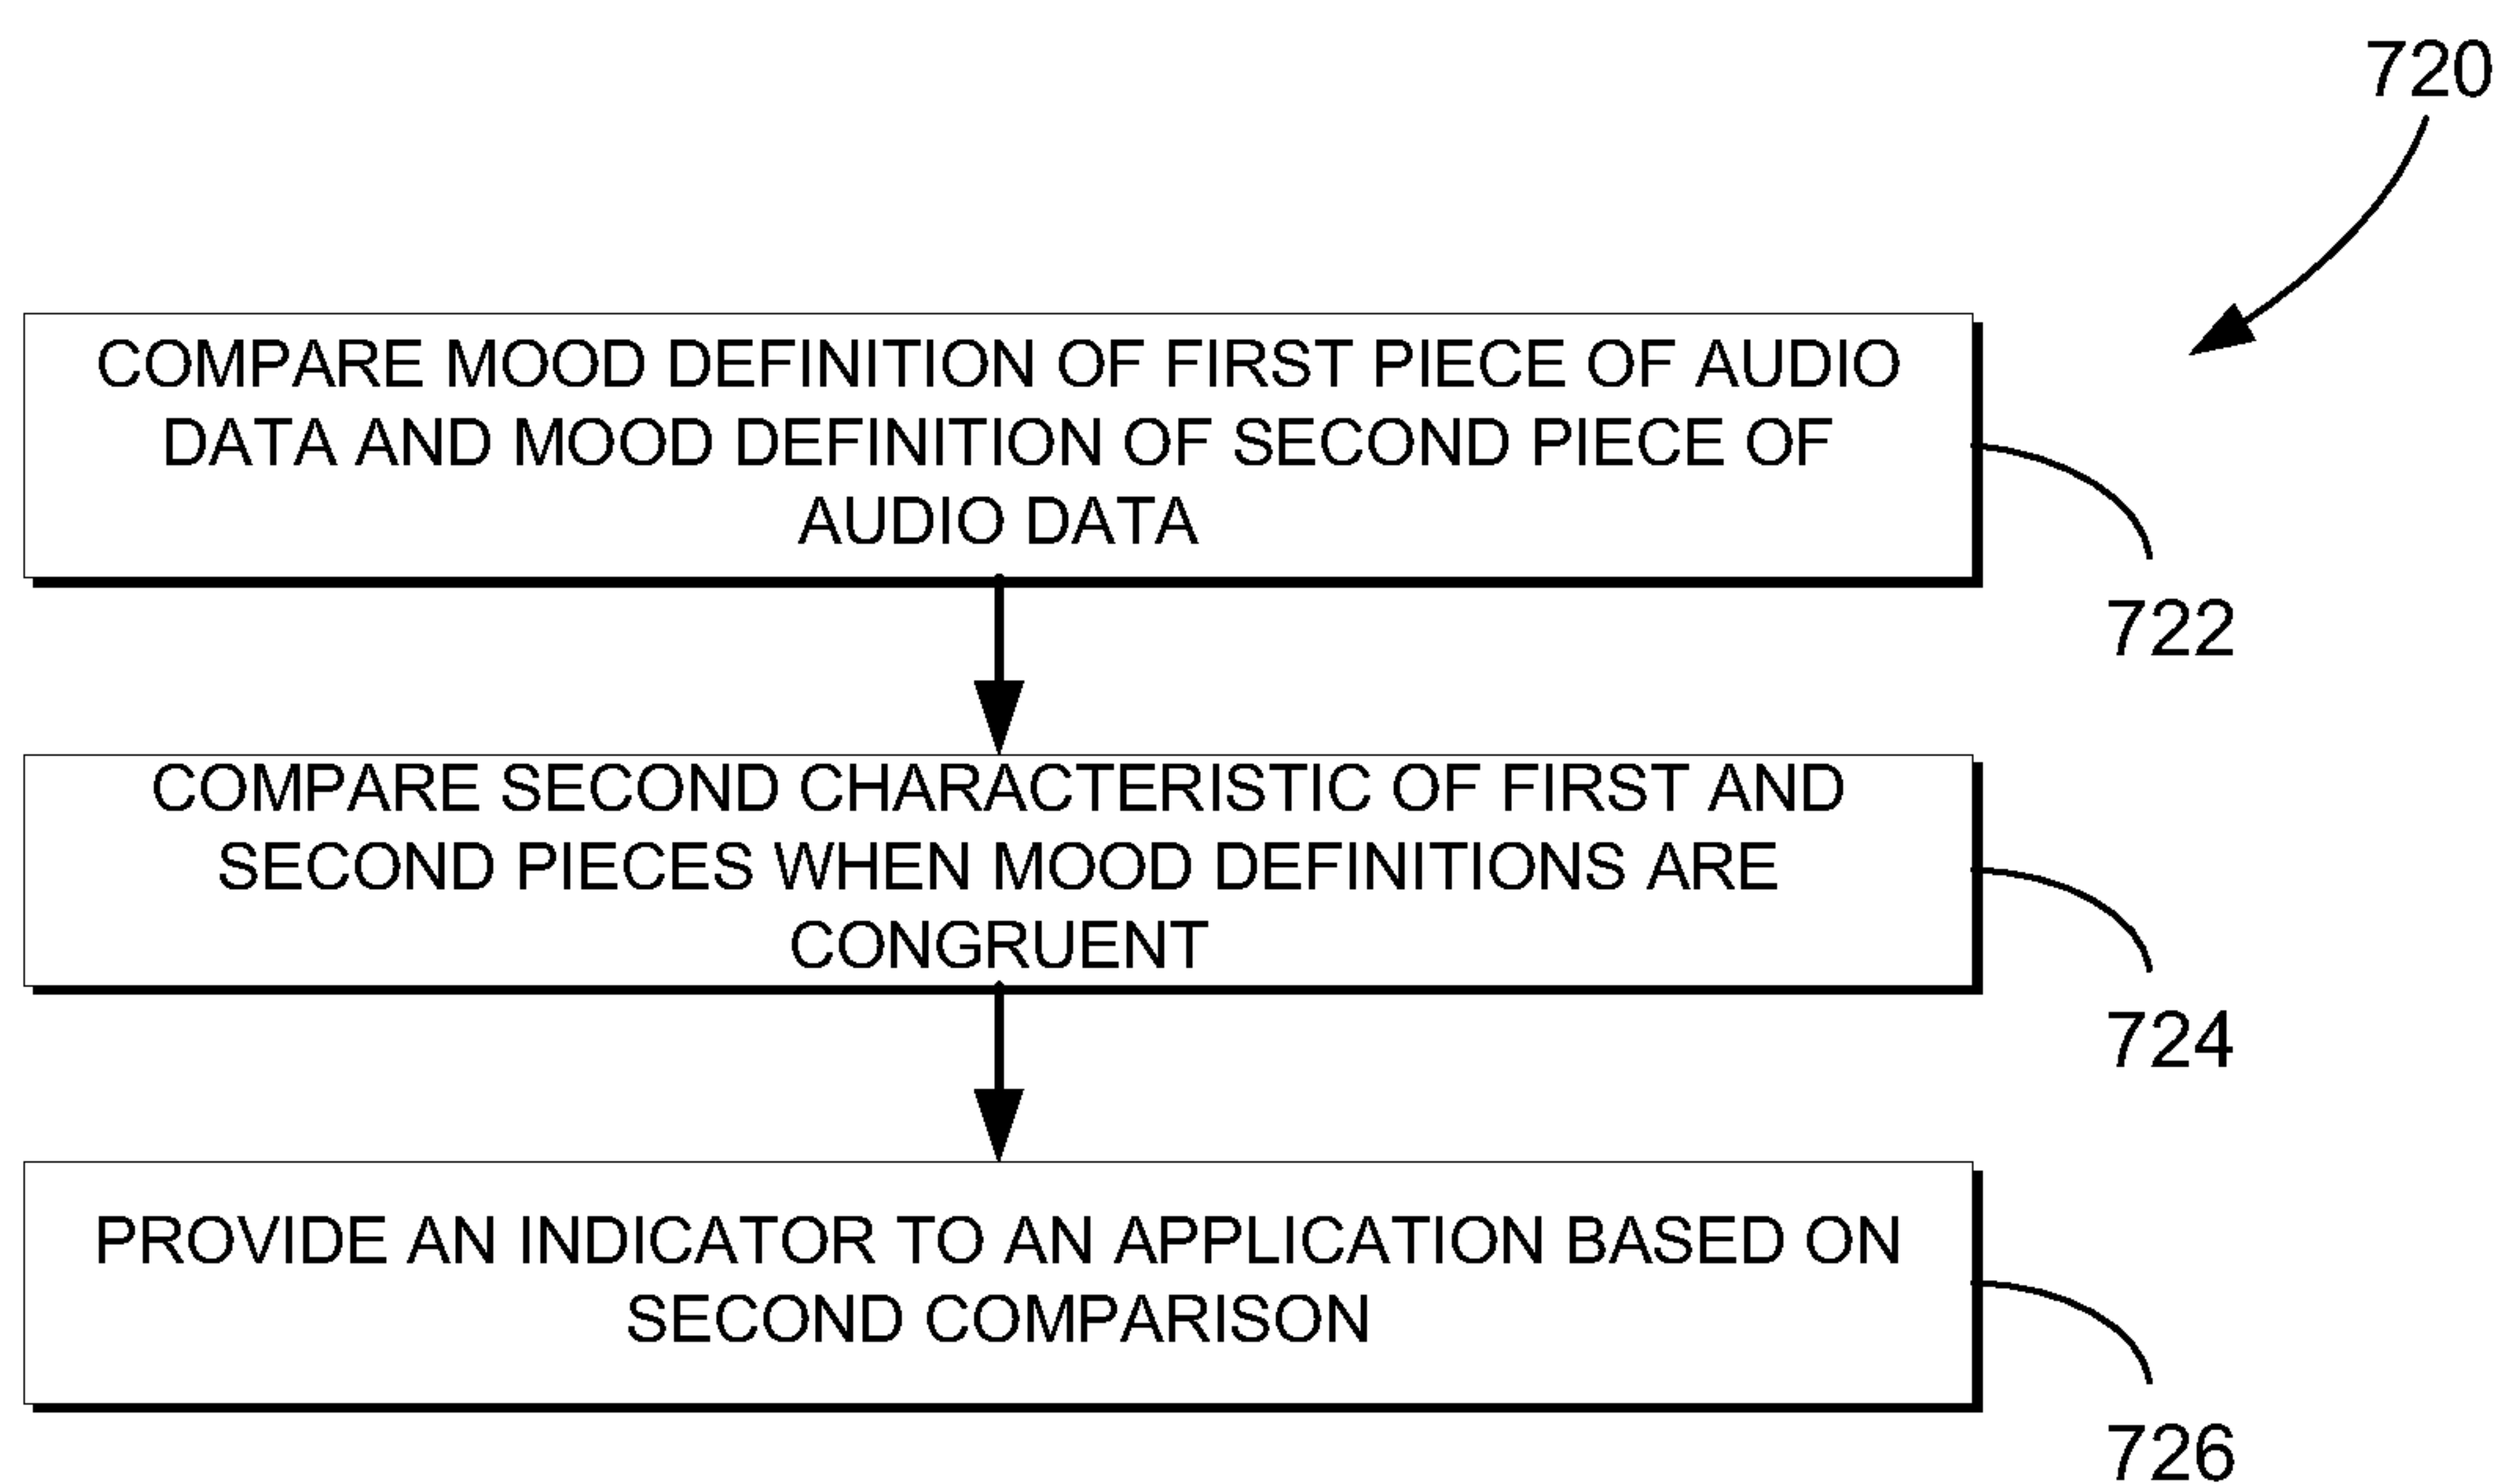 720
COMPARE MOOD DEFINITION OF FIRST PIECE OF AUDIO
DATA AND MOOD DEFINITION OF SECOND PIECE OF
AUDIO DATA
722
COMPARE SECOND CHARACTERISTIC OF FIRST AND
SECOND PIECES WHEN MOOD DEFINITIONS ARE
CONGRUENT
724
PROVIDE AN INDICATOR TO AN APPLICATION BASED ON
SECOND COMPARISON
726